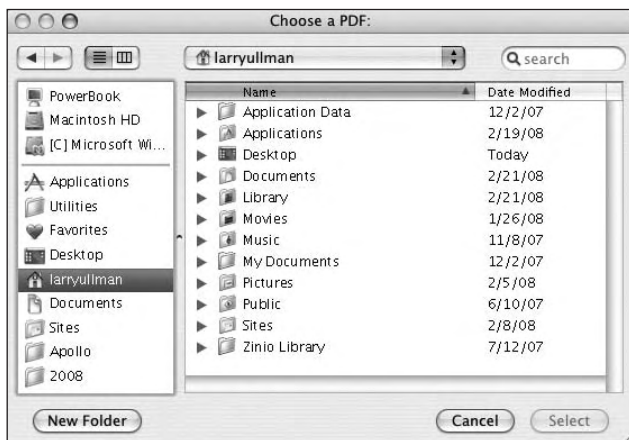 Choose a PDF:
larryullman
search
PowerBook
Macintosh HD
[C] Microsoft Wi...
Applications
Utilities
Favorites
Desktop
larryullman
Documents
Sites
Apollo
2008
Name Date Modified
Application Data 12/2/07
Applications 2/19/08
Desktop Today
Documents 2/21/08
Library 2/21/08
Movies 1/26/08
Music 11/8/07
My Documents 12/2/07
Pictures 2/5/08
Public 6/10/07
Sites 2/8/08
Zinio Library 7/12/07
New Folder Cancel Select